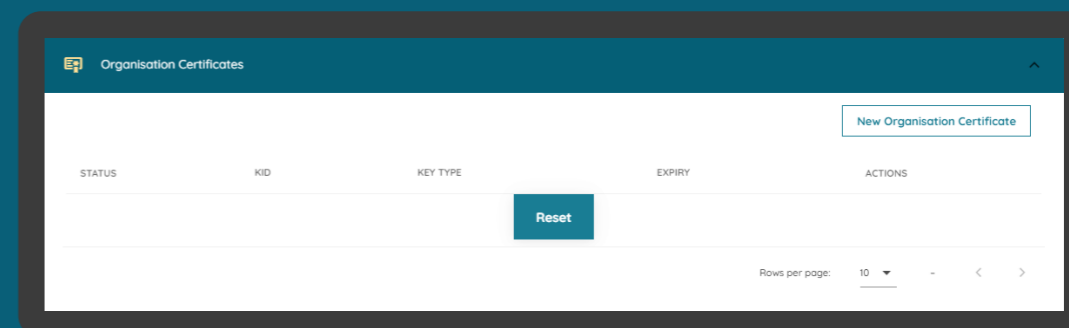 Organisation Certificates
New Organisation Certificate
STATUS KID KEY TYPE EXPIRY ACTIONS
Reset
Rows per page: 10 -